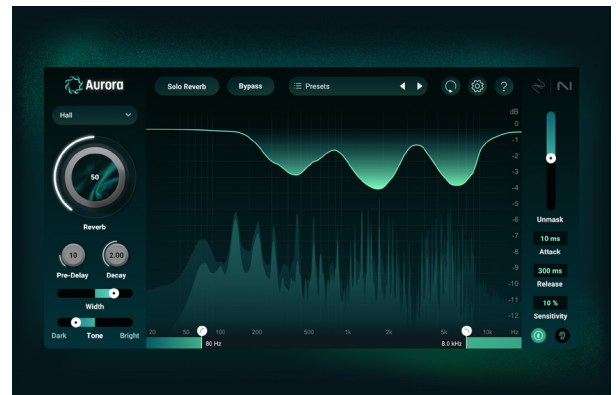 Aurora
Solo Reverb
Bypass
Presets
?
Hall
50
Reverb
10
2.00
Pre-Delay
Decay
Width
Dark
Tone
Bright
dB
0
-1
-2
-3
-4
-5
-6
-7
-8
-9
-10
-11
-12
20
60
100
200
500
1k
2k
5k
10k
Hz
80 Hz
8.0 kHz
Unmask
10 ms
Attack
300 ms
Release
10 %
Sensitivity